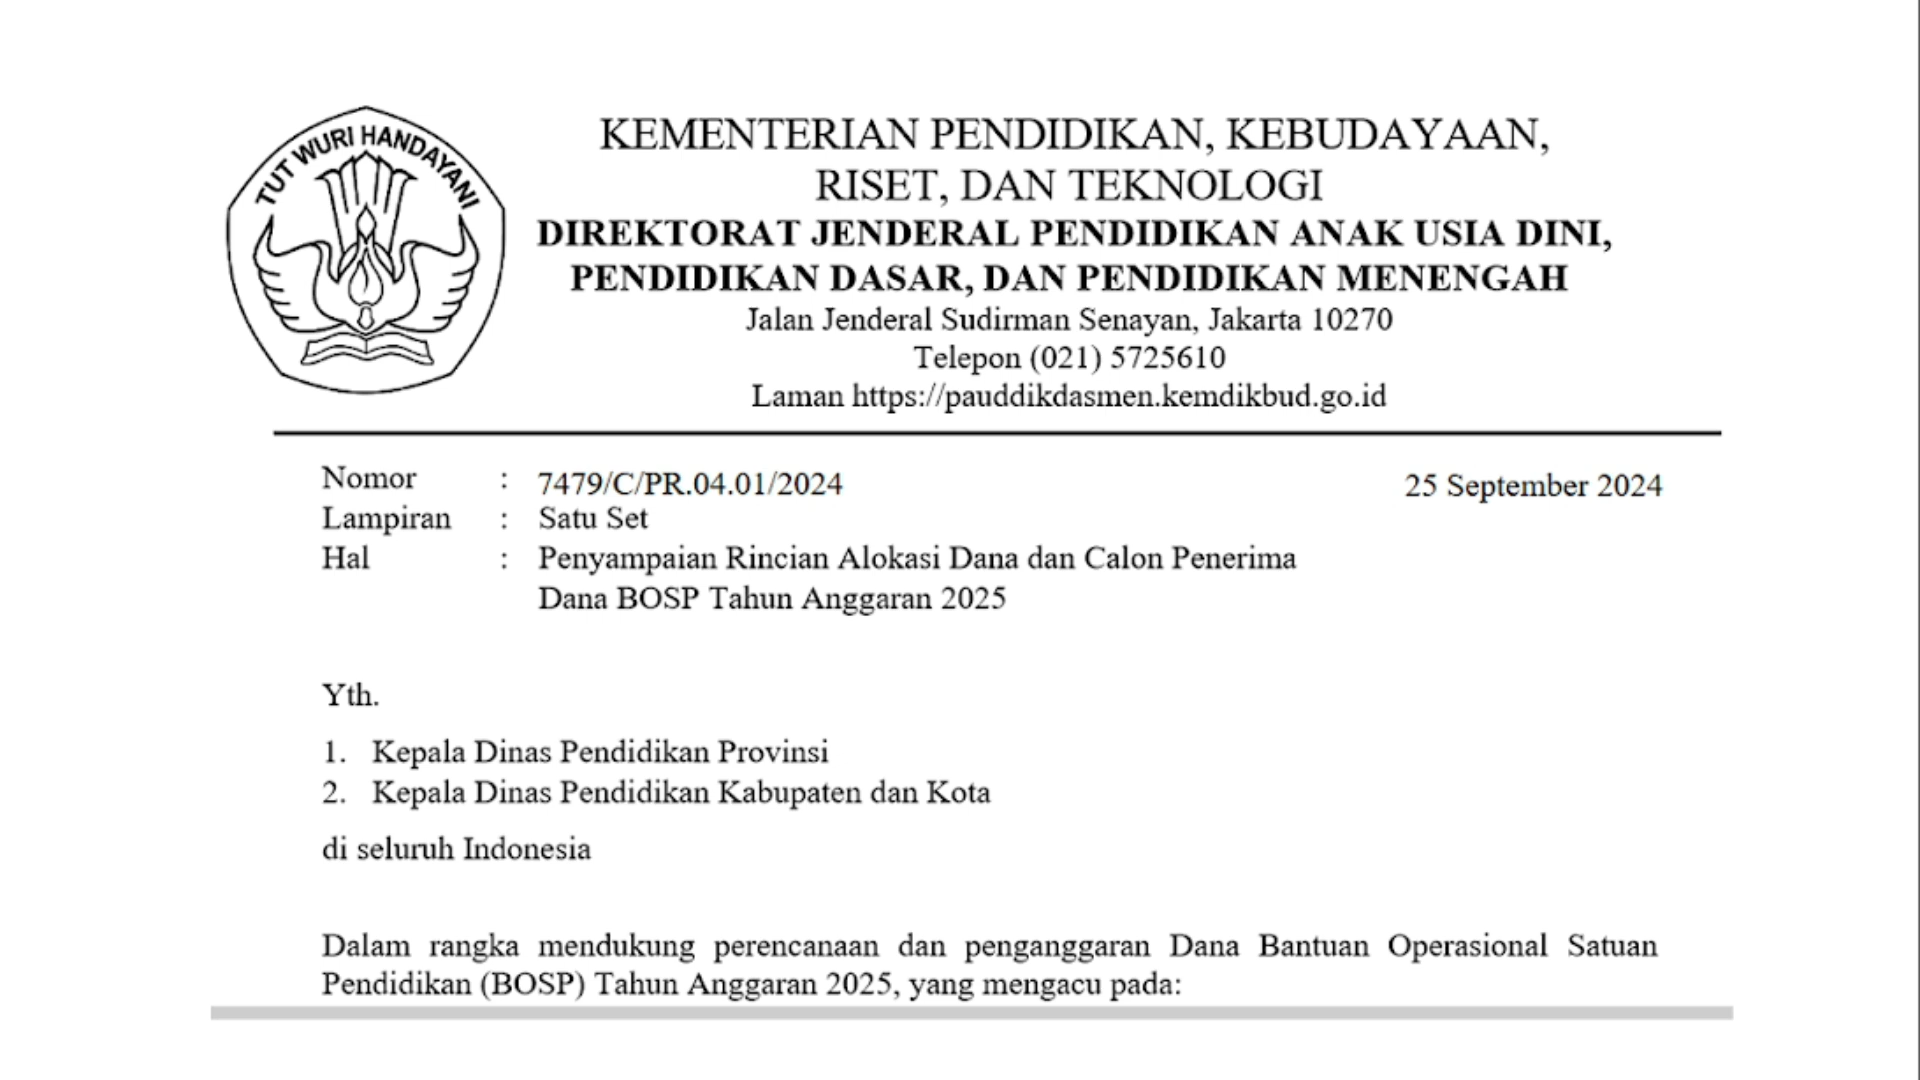 TUT WURI HANDAYANI
KEMENTERIAN PENDIDIKAN, KEBUDAYAAN,
RISET, DAN TEKNOLOGI
DIREKTORAT JENDERAL PENDIDIKAN ANAK USIA DINI,
PENDIDIKAN DASAR, DAN PENDIDIKAN MENENGAH
Jalan Jenderal Sudirman Senayan, Jakarta 10270
Telepon (021) 5725610
Laman https://pauddikdasmen.kemdikbud.go.id
Nomor : 7479/C/PR.04.01/2024 25 September 2024
Lampiran : Satu Set
Hal : Penyampaian Rincian Alokasi Dana dan Calon Penerima
Dana BOSP Tahun Anggaran 2025
Yth.
1. Kepala Dinas Pendidikan Provinsi
2. Kepala Dinas Pendidikan Kabupaten dan Kota
di seluruh Indonesia
Dalam rangka mendukung perencanaan dan penganggaran Dana Bantuan Operasional Satuan
Pendidikan (BOSP) Tahun Anggaran 2025, yang mengacu pada: